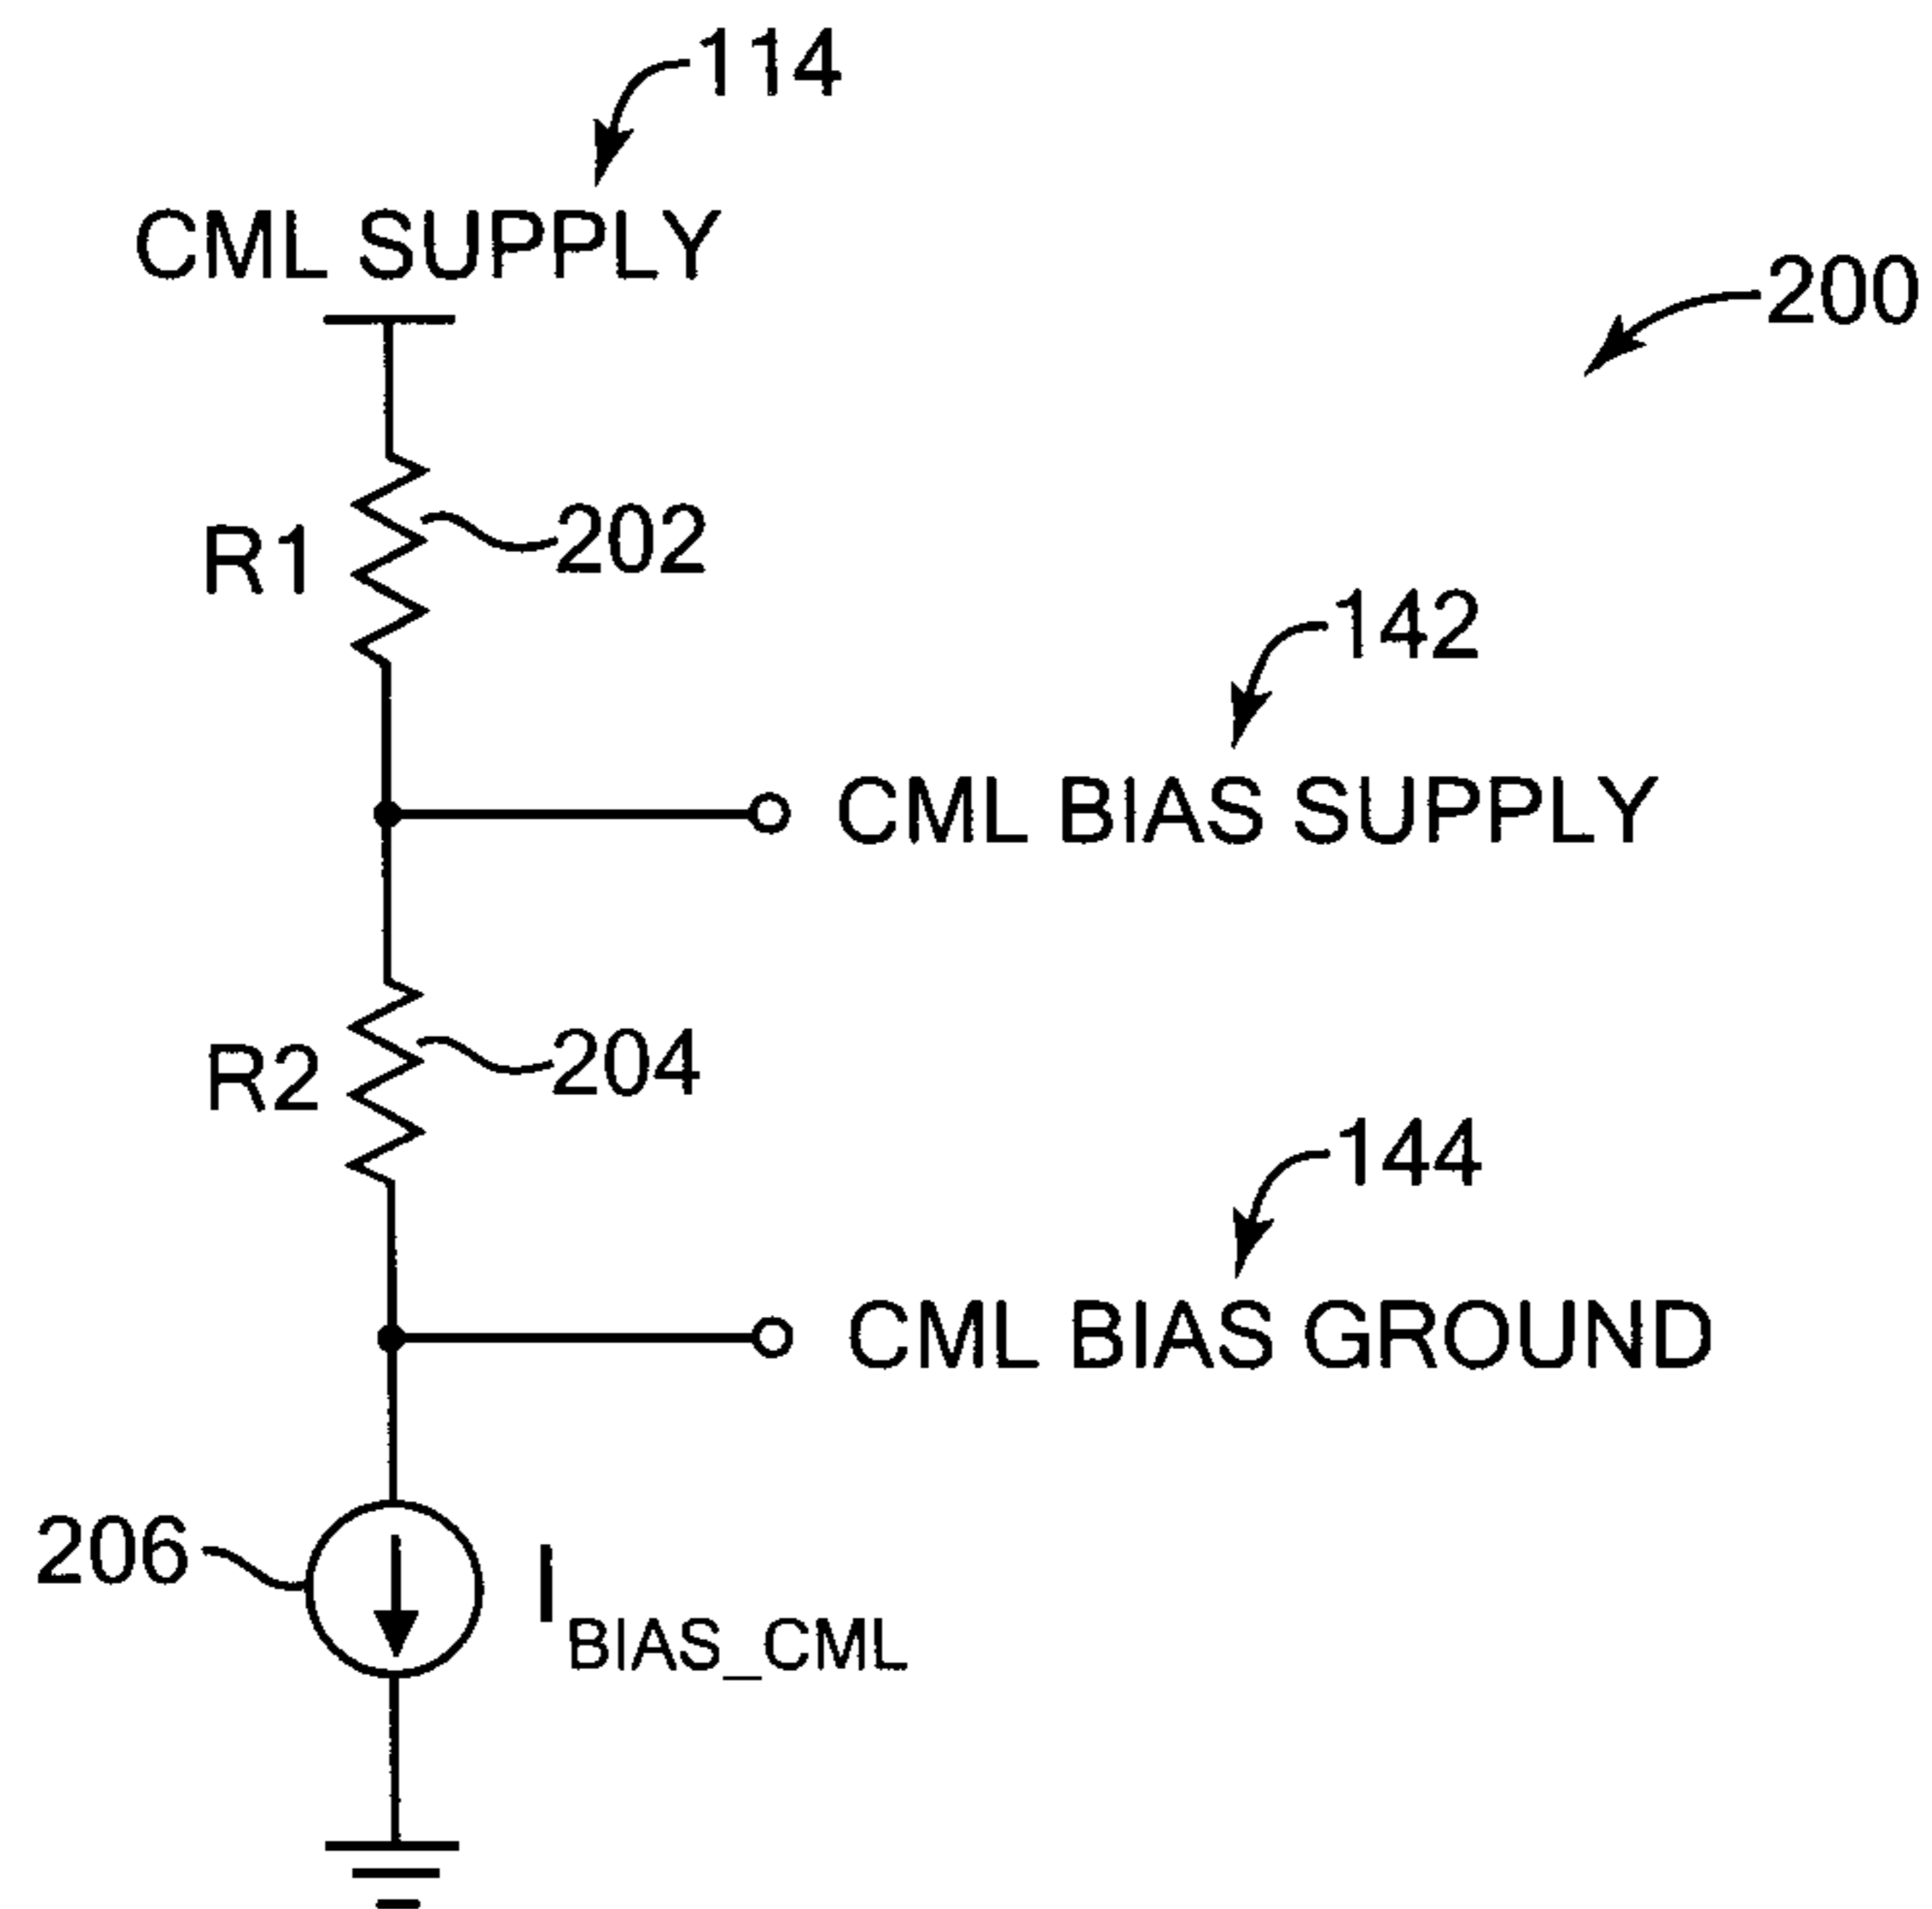 114
CML SUPPLY
200
R1
202
142
CML BIAS SUPPLY
R2
204
144
CML BIAS GROUND
206
I BIAS_CML